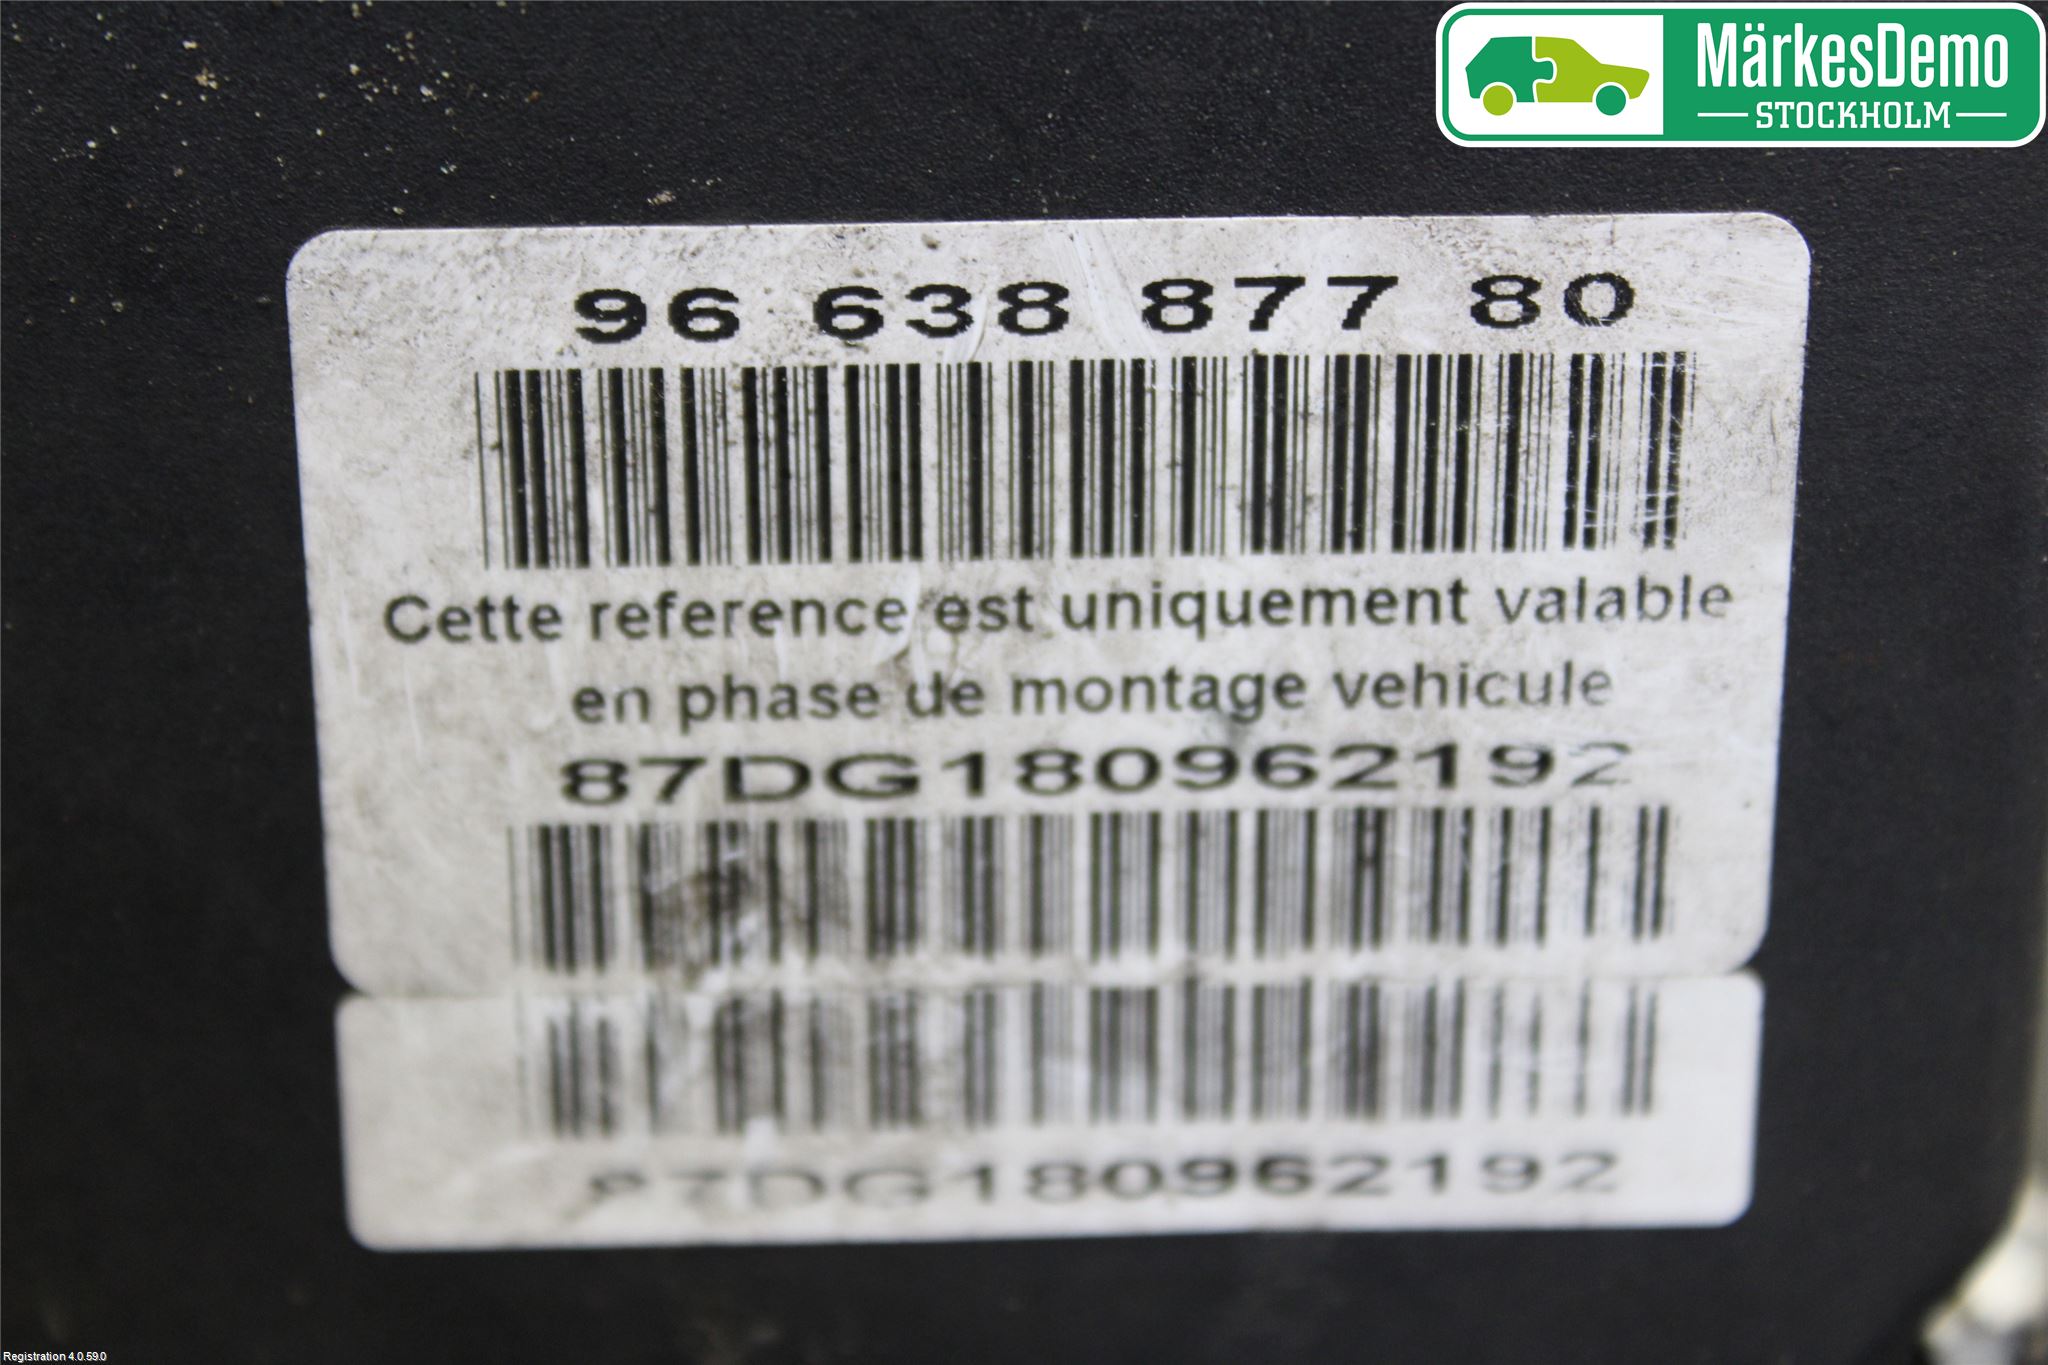 MärkesDemo
STOCKHOLM
96 638 877 80
Cette reference est uniquement valable
en phase de montage vehicule
87DG180962192
87DG180962192
Registration 4.0.59.0